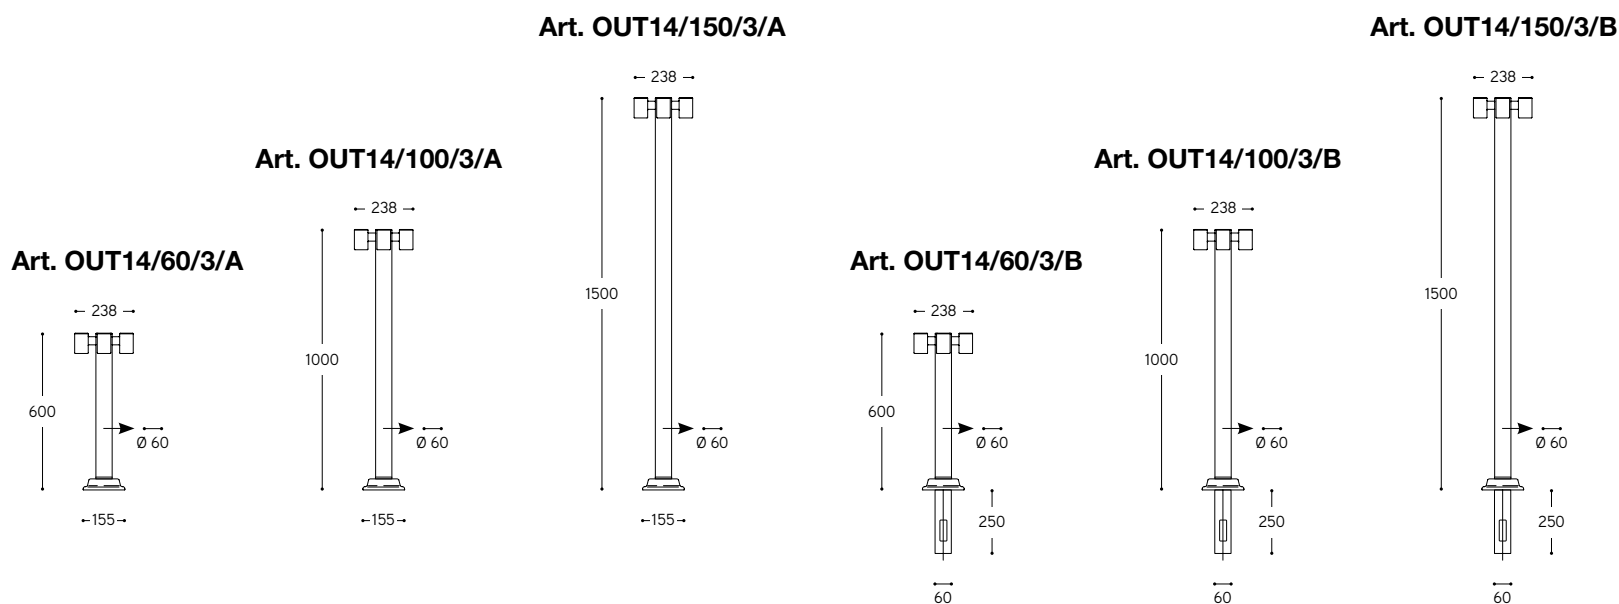 Art. OUT14/150/3/A
Art. OUT14/150/3/B
238
238
1500
1500
Art. OUT14/100/3/A
Art. OUT14/100/3/B
238
238
1000
1000
Art. OUT14/60/3/A
Art. OUT14/60/3/B
238
238
600
600
Ø 60
Ø 60
Ø 60
Ø 60
Ø 60
Ø 60
155
155
155
250
250
250
60
60
60